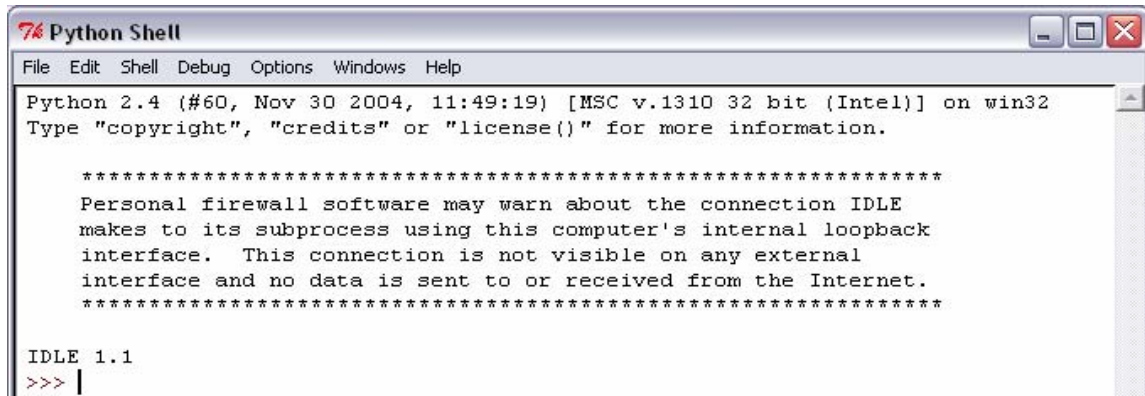 Python Shell
File Edit Shell Debug Options Windows Help
Python 2.4 (#60, Nov 30 2004, 11:49:19) [MSC v.1310 32 bit (Intel)] on win32
Type "copyright", "credits" or "license()" for more information.
****************************************************************
Personal firewall software may warn about the connection IDLE
makes to its subprocess using this computer's internal loopback
interface.  This connection is not visible on any external
interface and no data is sent to or received from the Internet.
****************************************************************
IDLE 1.1
>>>